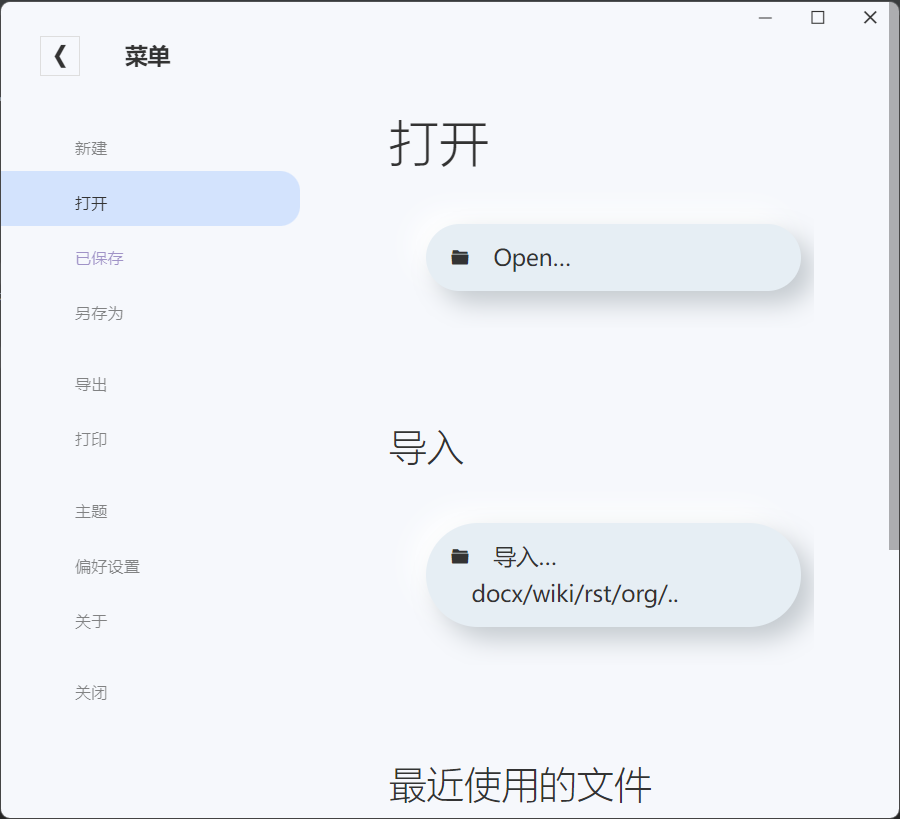 菜单
新建
打开
已保存
另存为
导出
打印
主题
偏好设置
关于
关闭
打开
Open...
导入
导入...
docx/wiki/rst/org/..
最近使用的文件